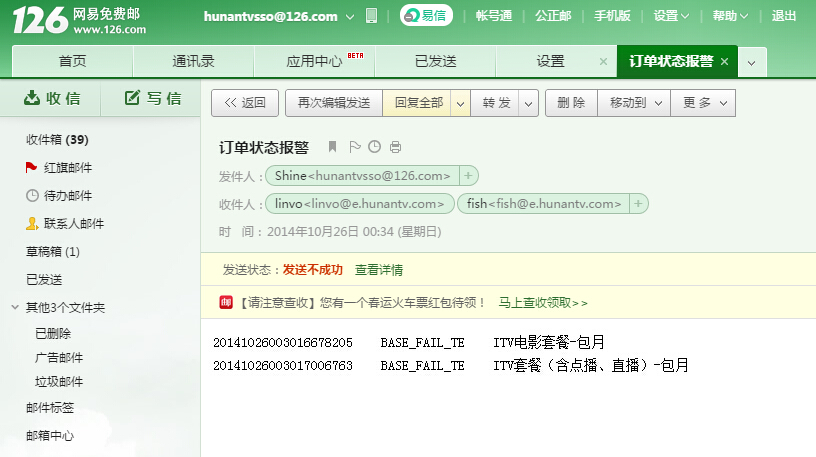 126 网易免费邮 www.126.com hunantvsso@126.com 易信 帐号通 公正邮 手机版 设置 帮助 退出
首页 通讯录 应用中心 BETA 已发送 设置 × 订单状态报警 ×
收 信 写 信 << 返回 再次编辑发送 回复全部 转 发 删 除 移动到 更 多
收件箱 (39)
红旗邮件
待办邮件
联系人邮件
草稿箱 (1)
已发送
其他3个文件夹
已删除
广告邮件
垃圾邮件
邮件标签
邮箱中心
订单状态报警
发件人： Shine<hunantvsso@126.com> +
收件人： linvo<linvo@e.hunantv.com> fish<fish@e.hunantv.com> +
时 间： 2014年10月26日 00:34 (星期日)
发送状态：发送不成功 查看详情
邮 【请注意查收】您有一个春运火车票红包待领！ 马上查收领取>>
20141026003016678205 BASE_FAIL_TE ITV电影套餐-包月
20141026003017006763 BASE_FAIL_TE ITV套餐（含点播、直播）-包月